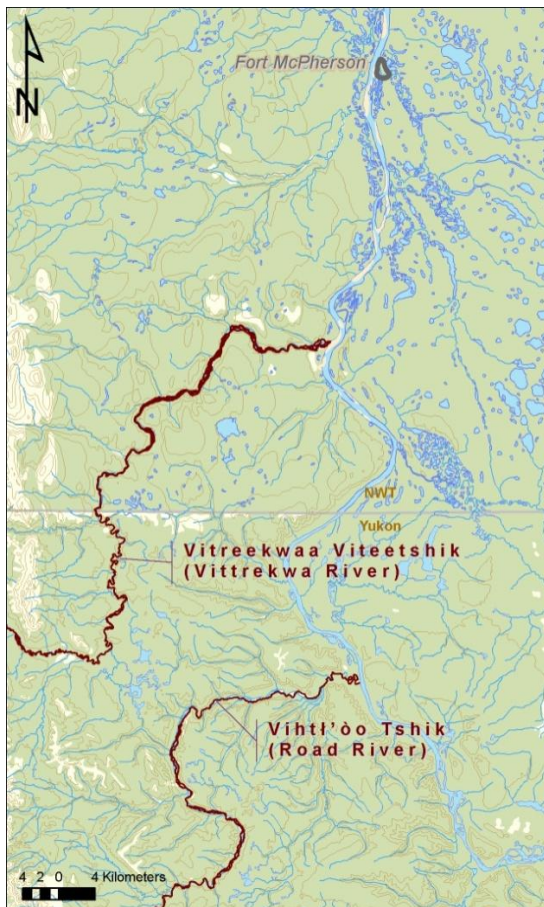 N
Fort McPherson
NWT
Yukon
Vitreekwaa Viteetshik
(Vittrekwa River)
Vihtł'òo Tshik
(Road River)
4 2 0 4 Kilometers